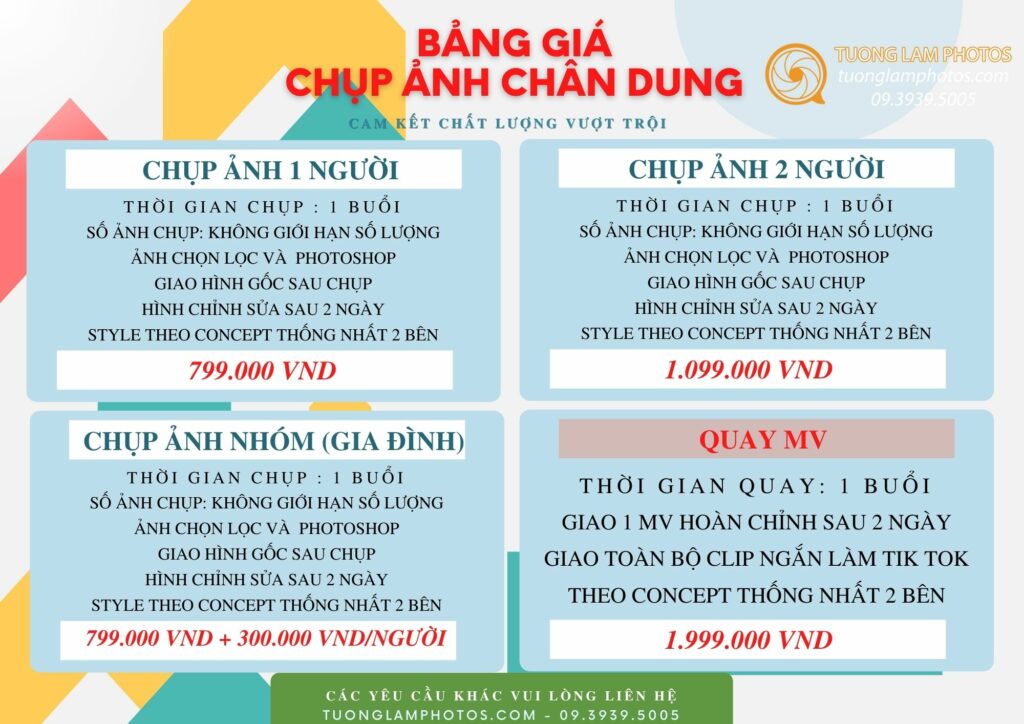 BẢNG GIÁ
CHỤP ẢNH CHÂN DUNG
CAM KẾT CHẤT LƯỢNG VƯỢT TRỘI
TUONG LAM PHOTOS
tuonglamphotos.com
09.3939.5005
CHỤP ẢNH 1 NGƯỜI
THỜI GIAN CHỤP : 1 BUỔI
SỐ ẢNH CHỤP: KHÔNG GIỚI HẠN SỐ LƯỢNG
ẢNH CHỌN LỌC VÀ PHOTOSHOP
GIAO HÌNH GỐC SAU CHỤP
HÌNH CHỈNH SỬA SAU 2 NGÀY
STYLE THEO CONCEPT THỐNG NHẤT 2 BÊN
799.000 VND
CHỤP ẢNH 2 NGƯỜI
THỜI GIAN CHỤP : 1 BUỔI
SỐ ẢNH CHỤP: KHÔNG GIỚI HẠN SỐ LƯỢNG
ẢNH CHỌN LỌC VÀ PHOTOSHOP
GIAO HÌNH GỐC SAU CHỤP
HÌNH CHỈNH SỬA SAU 2 NGÀY
STYLE THEO CONCEPT THỐNG NHẤT 2 BÊN
1.099.000 VND
CHỤP ẢNH NHÓM (GIA ĐÌNH)
THỜI GIAN CHỤP : 1 BUỔI
SỐ ẢNH CHỤP: KHÔNG GIỚI HẠN SỐ LƯỢNG
ẢNH CHỌN LỌC VÀ PHOTOSHOP
GIAO HÌNH GỐC SAU CHỤP
HÌNH CHỈNH SỬA SAU 2 NGÀY
STYLE THEO CONCEPT THỐNG NHẤT 2 BÊN
799.000 VND + 300.000 VND/NGƯỜI
QUAY MV
THỜI GIAN QUAY: 1 BUỔI
GIAO 1 MV HOÀN CHỈNH SAU 2 NGÀY
GIAO TOÀN BỘ CLIP NGẮN LÀM TIK TOK
THEO CONCEPT THỐNG NHẤT 2 BÊN
1.999.000 VND
CÁC YÊU CẦU KHÁC VUI LÒNG LIÊN HỆ
TUONGLAMPHOTOS.COM - 09.3939.5005